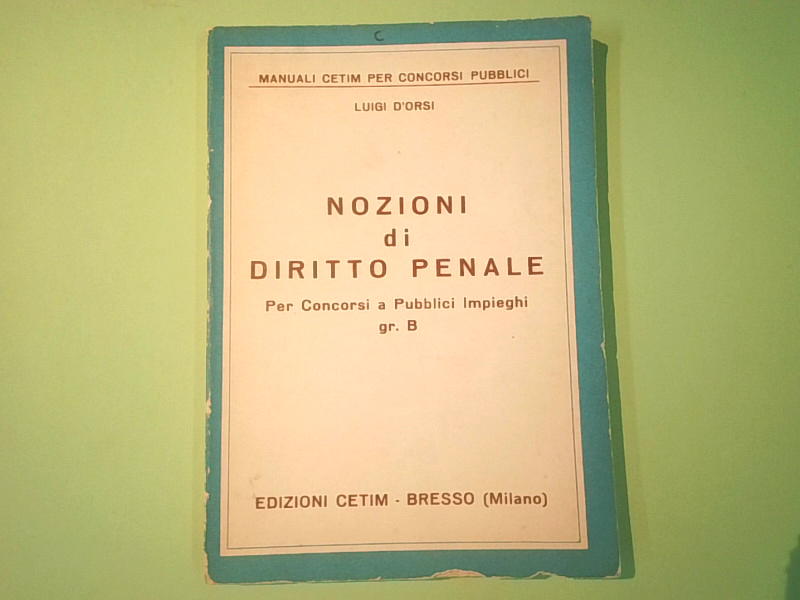 C
MANUALI CETIM PER CONCORSI PUBBLICI
LUIGI D'ORSI
NOZIONI
di
DIRITTO PENALE
Per Concorsi a Pubblici Impieghi
gr. B
EDIZIONI CETIM - BRESSO (Milano)